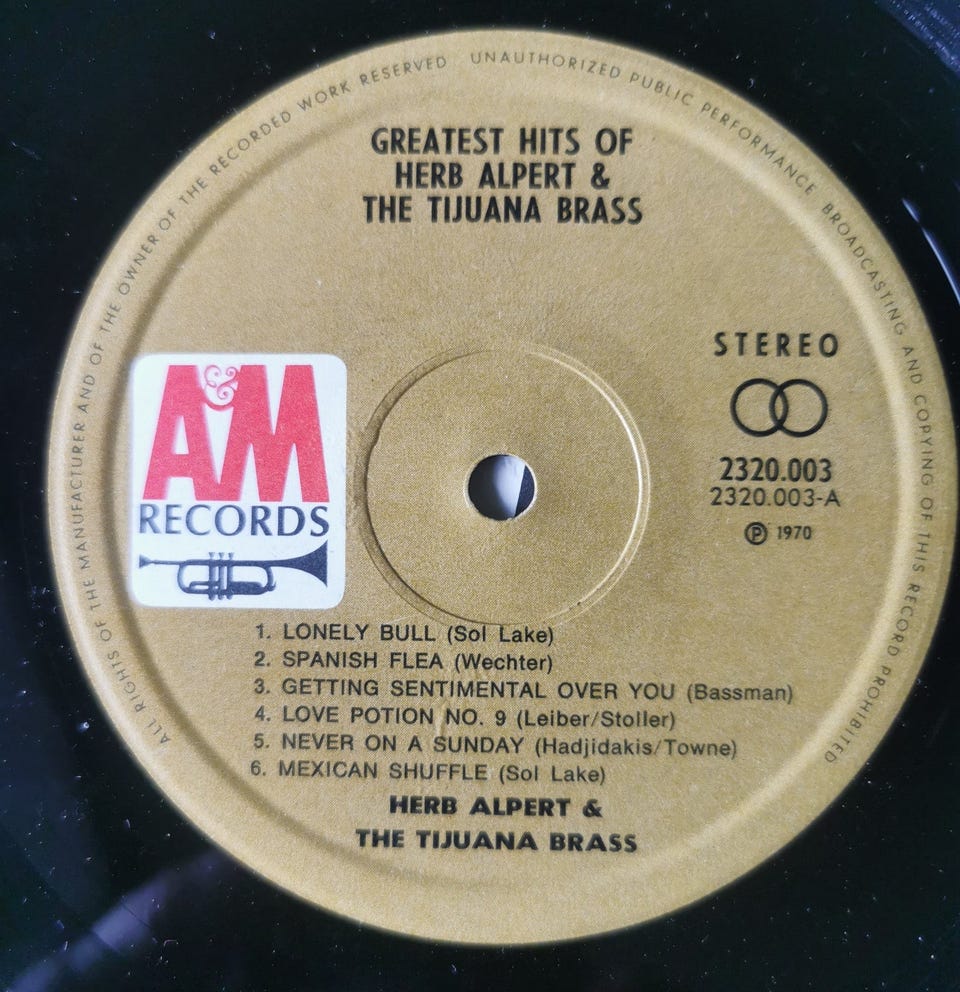 ALL RIGHTS OF THE MANUFACTURER AND OF THE OWNER OF THE RECORDED WORK RESERVED UNAUTHORIZED PUBLIC PERFORMANCE BROADCASTING AND COPYING OF THIS RECORD PROHIBITED
GREATEST HITS OF
HERB ALPERT &
THE TIJUANA BRASS
A&M
RECORDS
STEREO
2320.003
2320.003-A
℗ 1970
1. LONELY BULL (Sol Lake)
2. SPANISH FLEA (Wechter)
3. GETTING SENTIMENTAL OVER YOU (Bassman)
4. LOVE POTION NO. 9 (Leiber/Stoller)
5. NEVER ON A SUNDAY (Hadjidakis/Towne)
6. MEXICAN SHUFFLE (Sol Lake)
HERB ALPERT &
THE TIJUANA BRASS